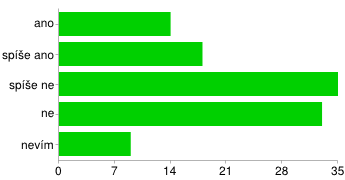 ano
spíše ano
spíše ne
ne
nevím
0 7 14 21 28 35